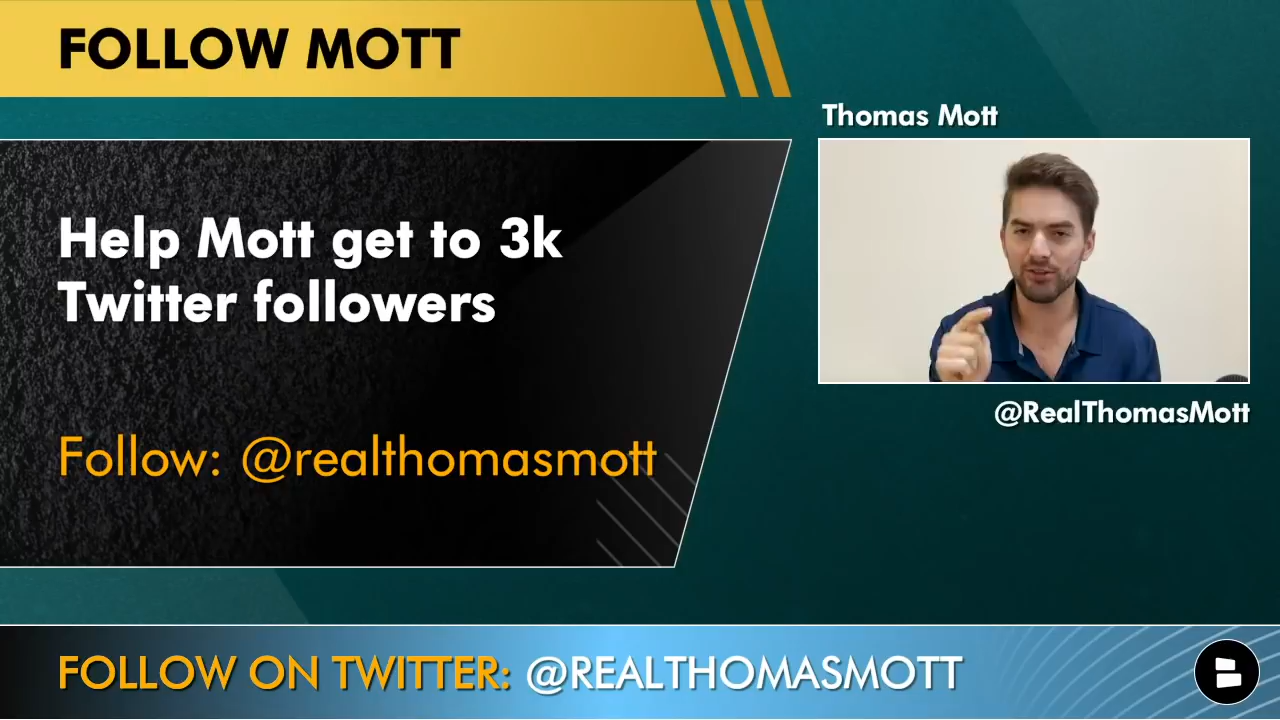 FOLLOW MOTT
Thomas Mott
Help Mott get to 3k
Twitter followers
@RealThomasMott
Follow: @realthomasmott
FOLLOW ON TWITTER: @REALTHOMASMOTT